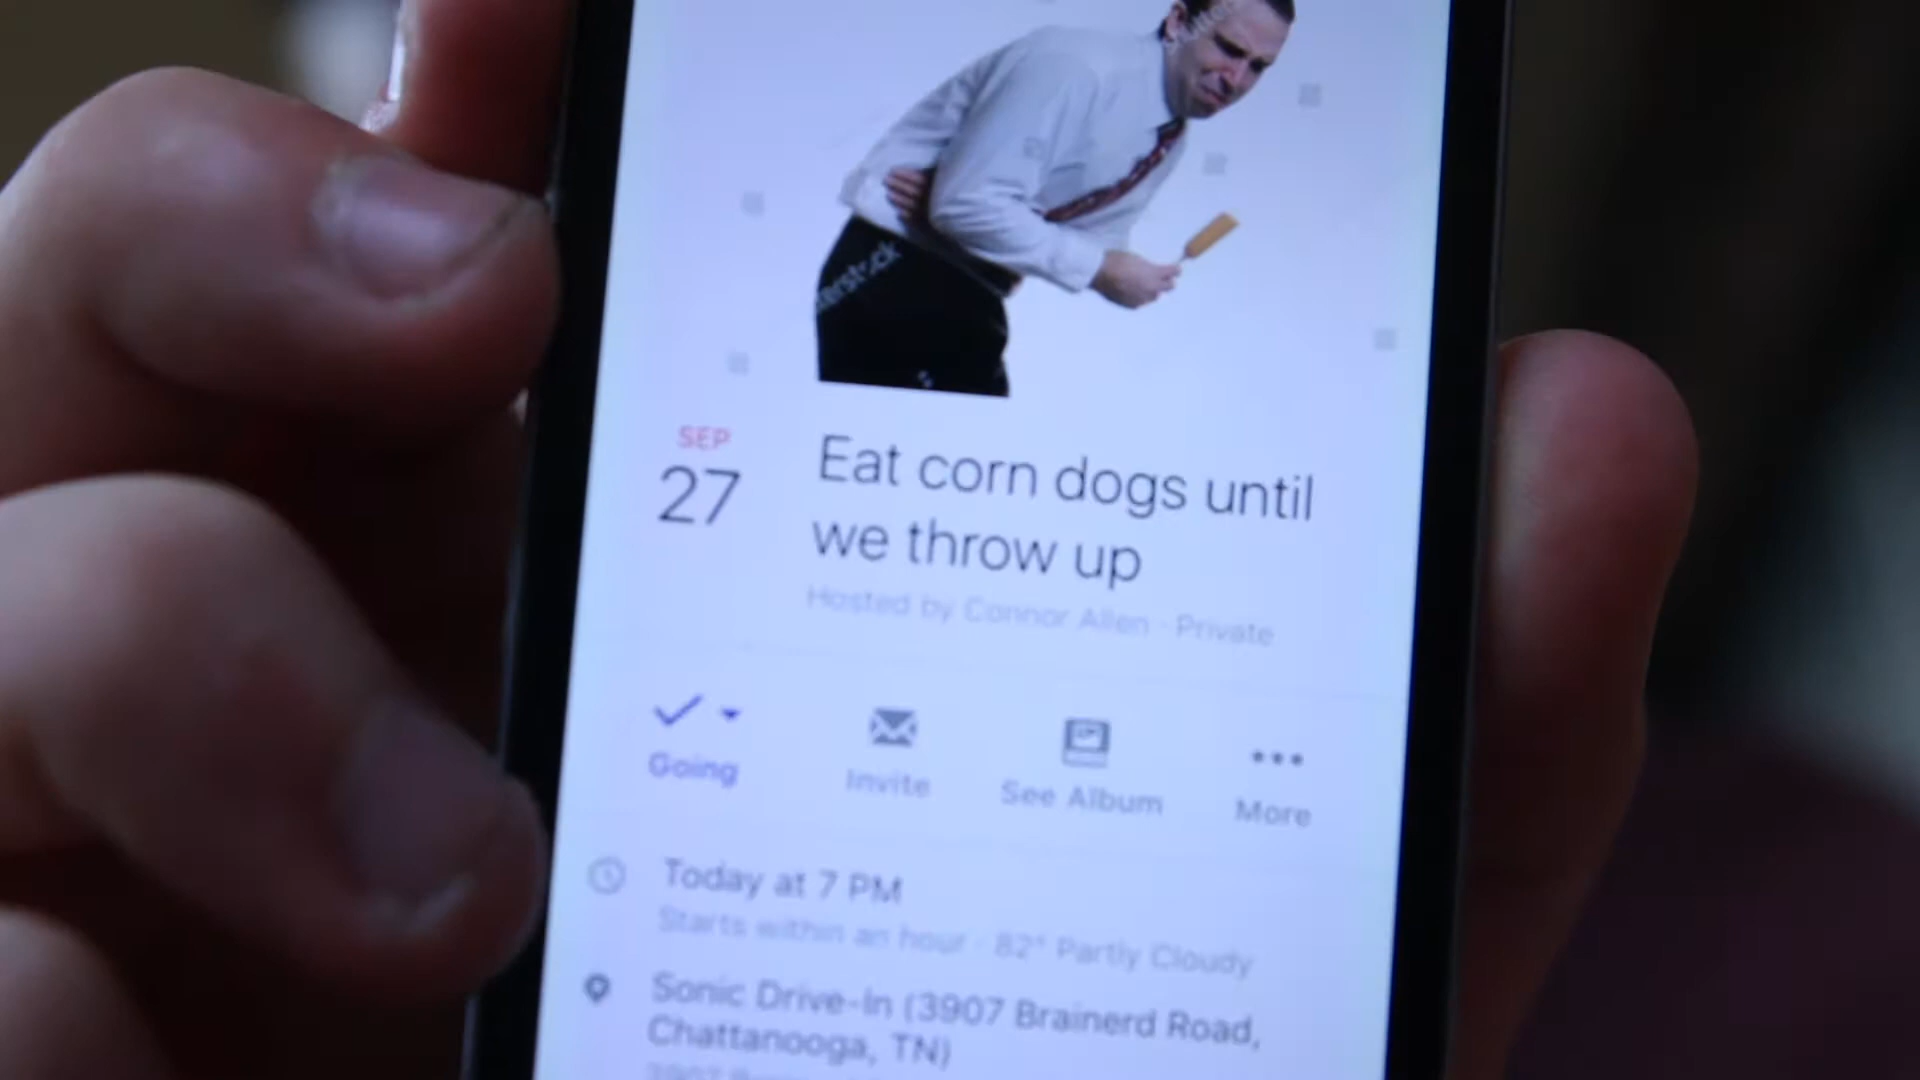 SEP
27
Eat corn dogs until
we throw up
Hosted by Connor Allen · Private
Going
Invite
See Album
More
Today at 7 PM
Starts within an hour · 82° Partly Cloudy
Sonic Drive-In (3907 Brainerd Road,
Chattanooga, TN)
3907